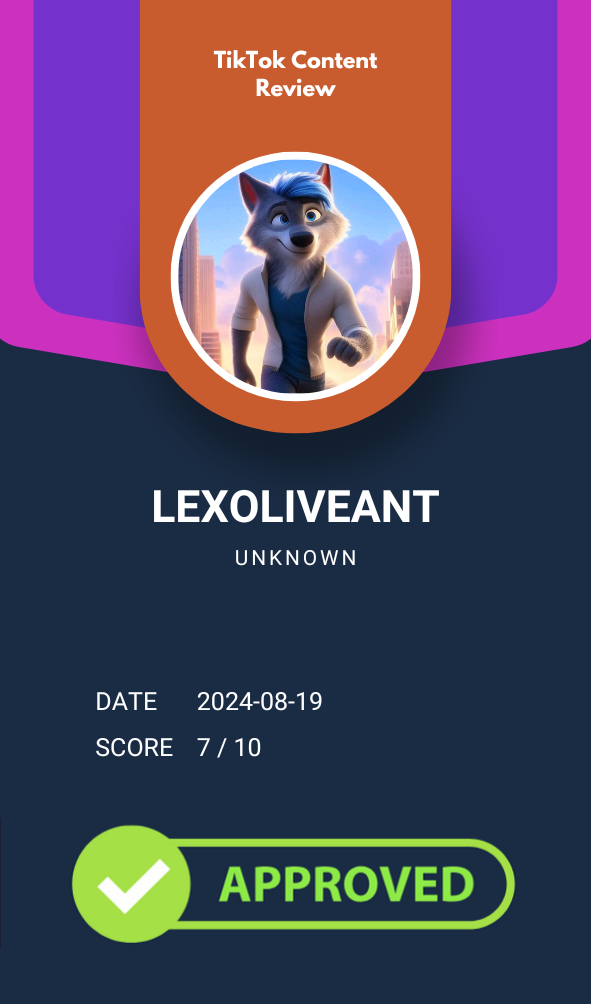 TikTok Content
Review
LEXOLIVEANT
UNKNOWN
DATE 2024-08-19
SCORE 7 / 10
APPROVED